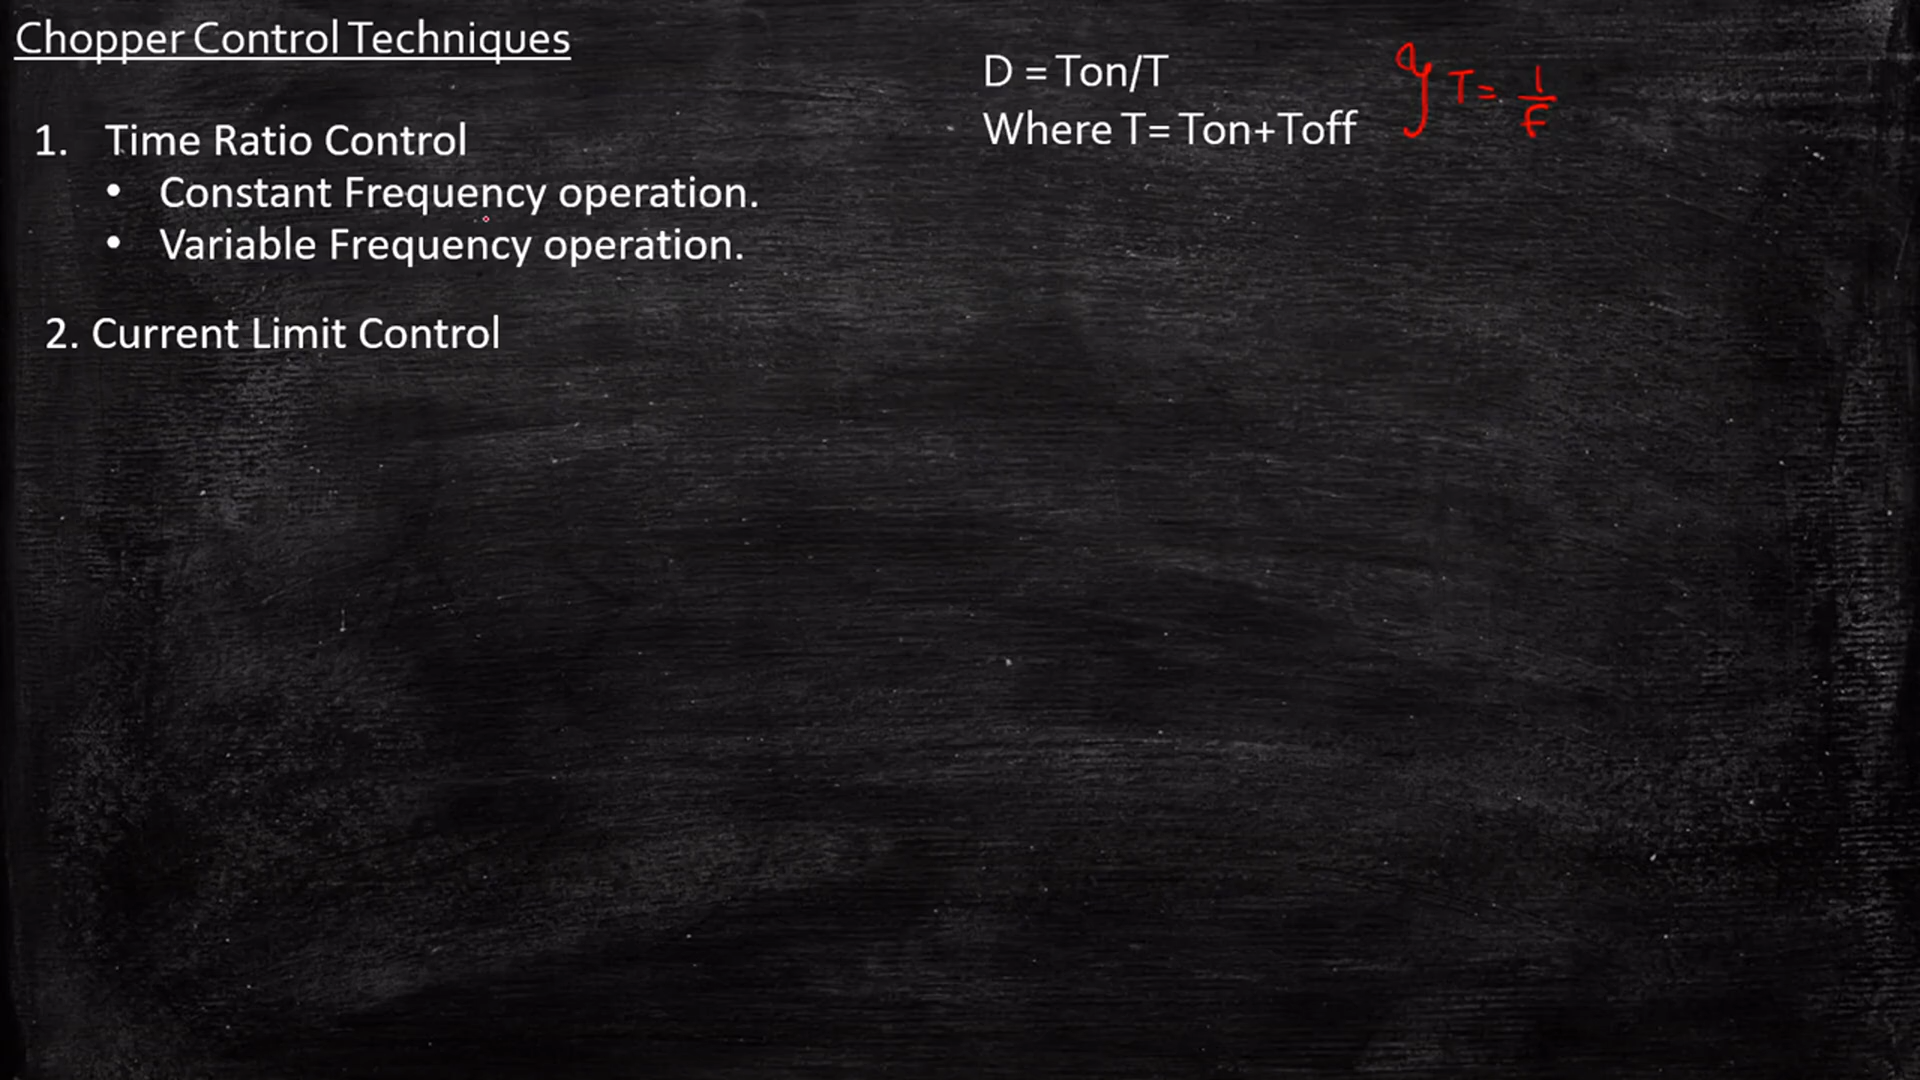 Chopper Control Techniques
1. Time Ratio Control
• Constant Frequency operation.
• Variable Frequency operation.
2. Current Limit Control
D = Ton/T
Where T= Ton+Toff
T= 1/F